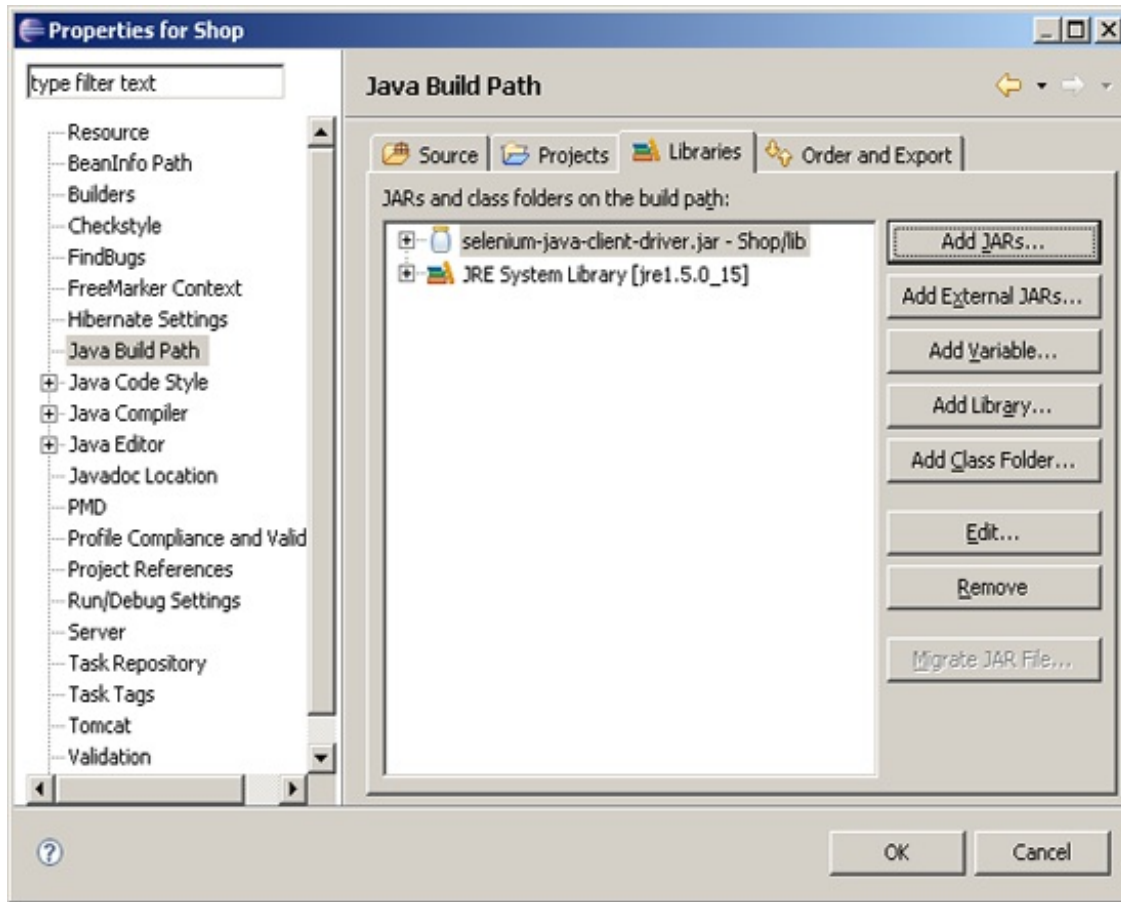 Properties for Shop
type filter text
Resource
BeanInfo Path
Builders
Checkstyle
FindBugs
FreeMarker Context
Hibernate Settings
Java Build Path
Java Code Style
Java Compiler
Java Editor
Javadoc Location
PMD
Profile Compliance and Valid
Project References
Run/Debug Settings
Server
Task Repository
Task Tags
Tomcat
Validation
Java Build Path
Source Projects Libraries Order and Export
JARs and class folders on the build path:
selenium-java-client-driver.jar - Shop/lib
JRE System Library [jre1.5.0_15]
Add JARs...
Add External JARs...
Add Variable...
Add Library...
Add Class Folder...
Edit...
Remove
Migrate JAR File...
OK Cancel